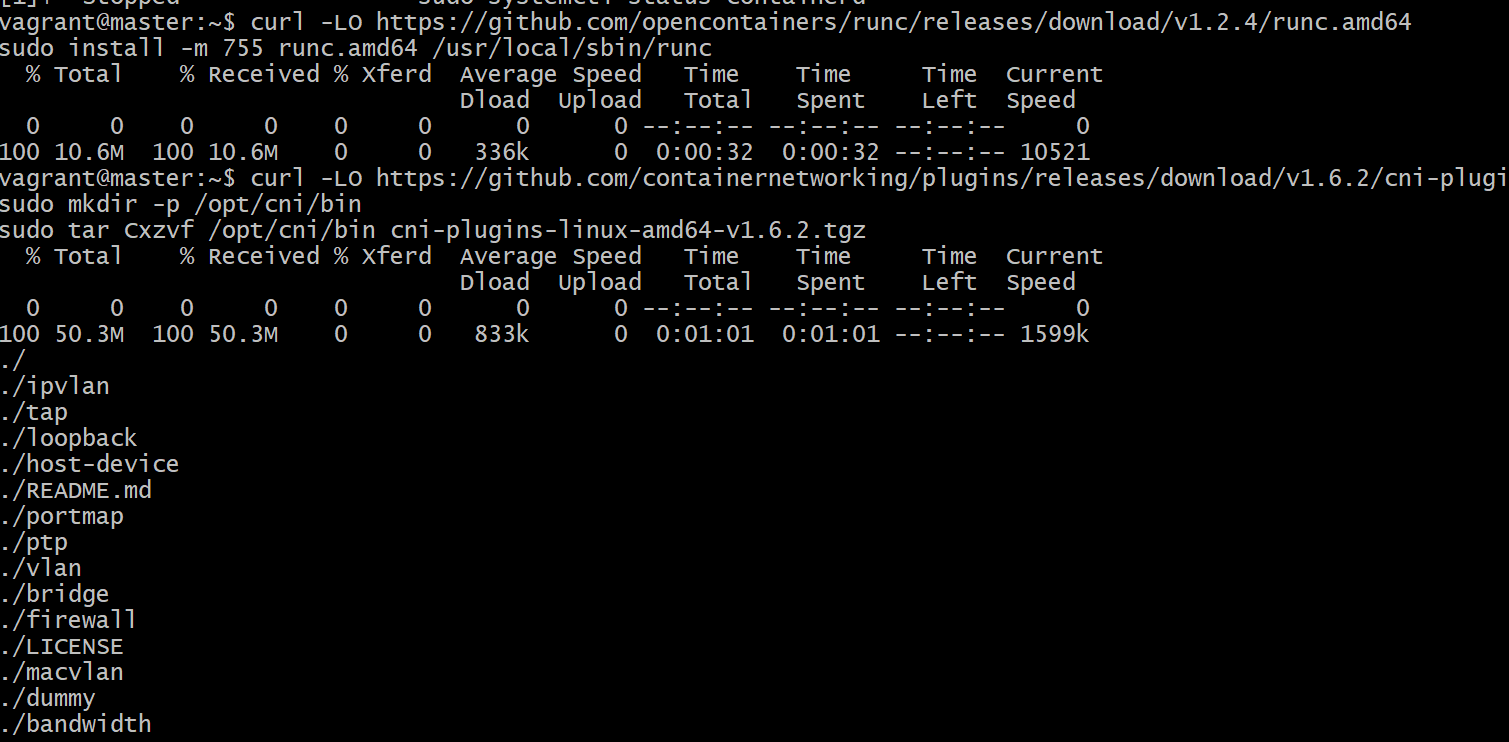 [1]+  Stopped                 sudo systemctl status containerd
vagrant@master:~$ curl -LO https://github.com/opencontainers/runc/releases/download/v1.2.4/runc.amd64
sudo install -m 755 runc.amd64 /usr/local/sbin/runc
  % Total    % Received % Xferd  Average Speed   Time    Time     Time  Current
                                 Dload  Upload   Total   Spent    Left  Speed
  0     0    0     0    0     0      0      0 --:--:-- --:--:-- --:--:--     0
100 10.6M  100 10.6M    0     0   336k      0  0:00:32  0:00:32 --:--:-- 10521
vagrant@master:~$ curl -LO https://github.com/containernetworking/plugins/releases/download/v1.6.2/cni-plugi
sudo mkdir -p /opt/cni/bin
sudo tar Cxzvf /opt/cni/bin cni-plugins-linux-amd64-v1.6.2.tgz
  % Total    % Received % Xferd  Average Speed   Time    Time     Time  Current
                                 Dload  Upload   Total   Spent    Left  Speed
  0     0    0     0    0     0      0      0 --:--:-- --:--:-- --:--:--     0
100 50.3M  100 50.3M    0     0   833k      0  0:01:01  0:01:01 --:--:-- 1599k
./
./ipvlan
./tap
./loopback
./host-device
./README.md
./portmap
./ptp
./vlan
./bridge
./firewall
./LICENSE
./macvlan
./dummy
./bandwidth